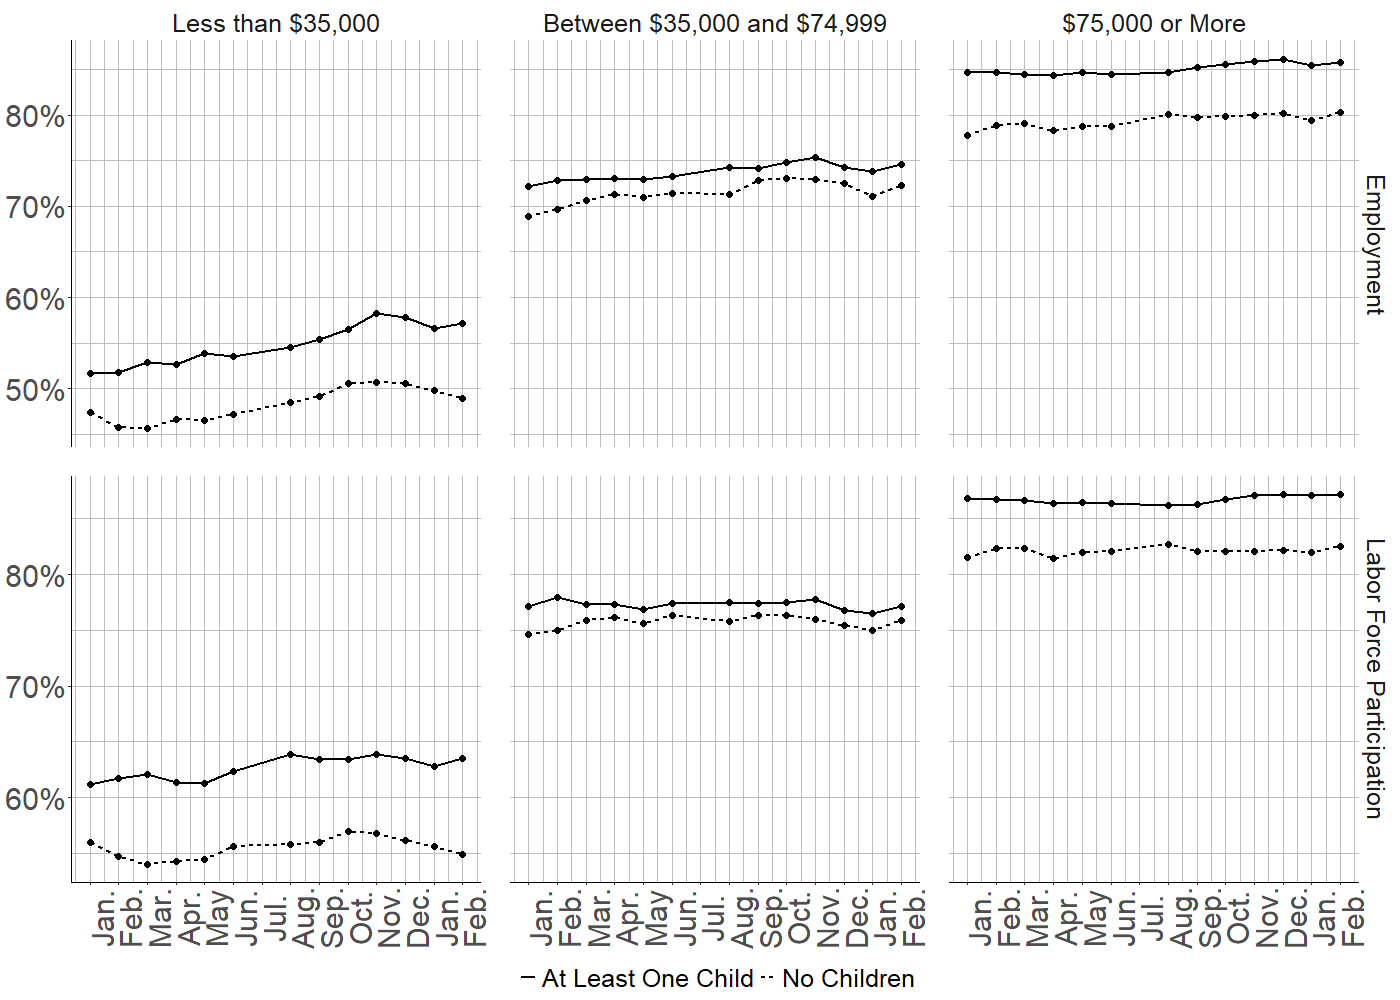 Less than $35,000
Between $35,000 and $74,999
$75,000 or More
80%
70%
60%
50%
Employment
80%
70%
60%
Labor Force Participation
Jan. Feb. Mar. Apr. May Jun. Jul. Aug. Sep. Oct. Nov. Dec. Jan. Feb.
Jan. Feb. Mar. Apr. May Jun. Jul. Aug. Sep. Oct. Nov. Dec. Jan. Feb.
Jan. Feb. Mar. Apr. May Jun. Jul. Aug. Sep. Oct. Nov. Dec. Jan. Feb.
At Least One Child No Children